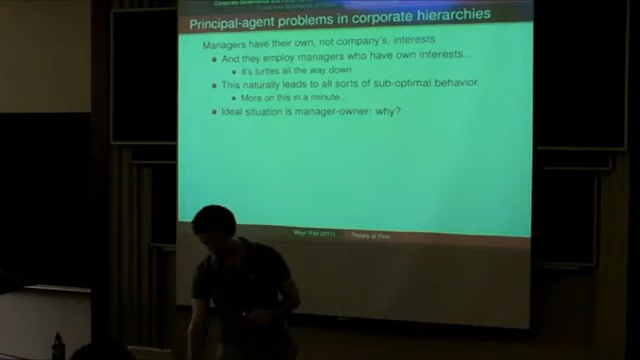 Principal-agent problems in corporate hierarchies
Managers have their own, not company's, interests
And they employ managers who have own interests...
It's turtles all the way down
This naturally leads to all sorts of sub-optimal behavior
More on this in a minute...
Ideal situation is manager-owner: why?
(Fall 2011) Theory of Firm